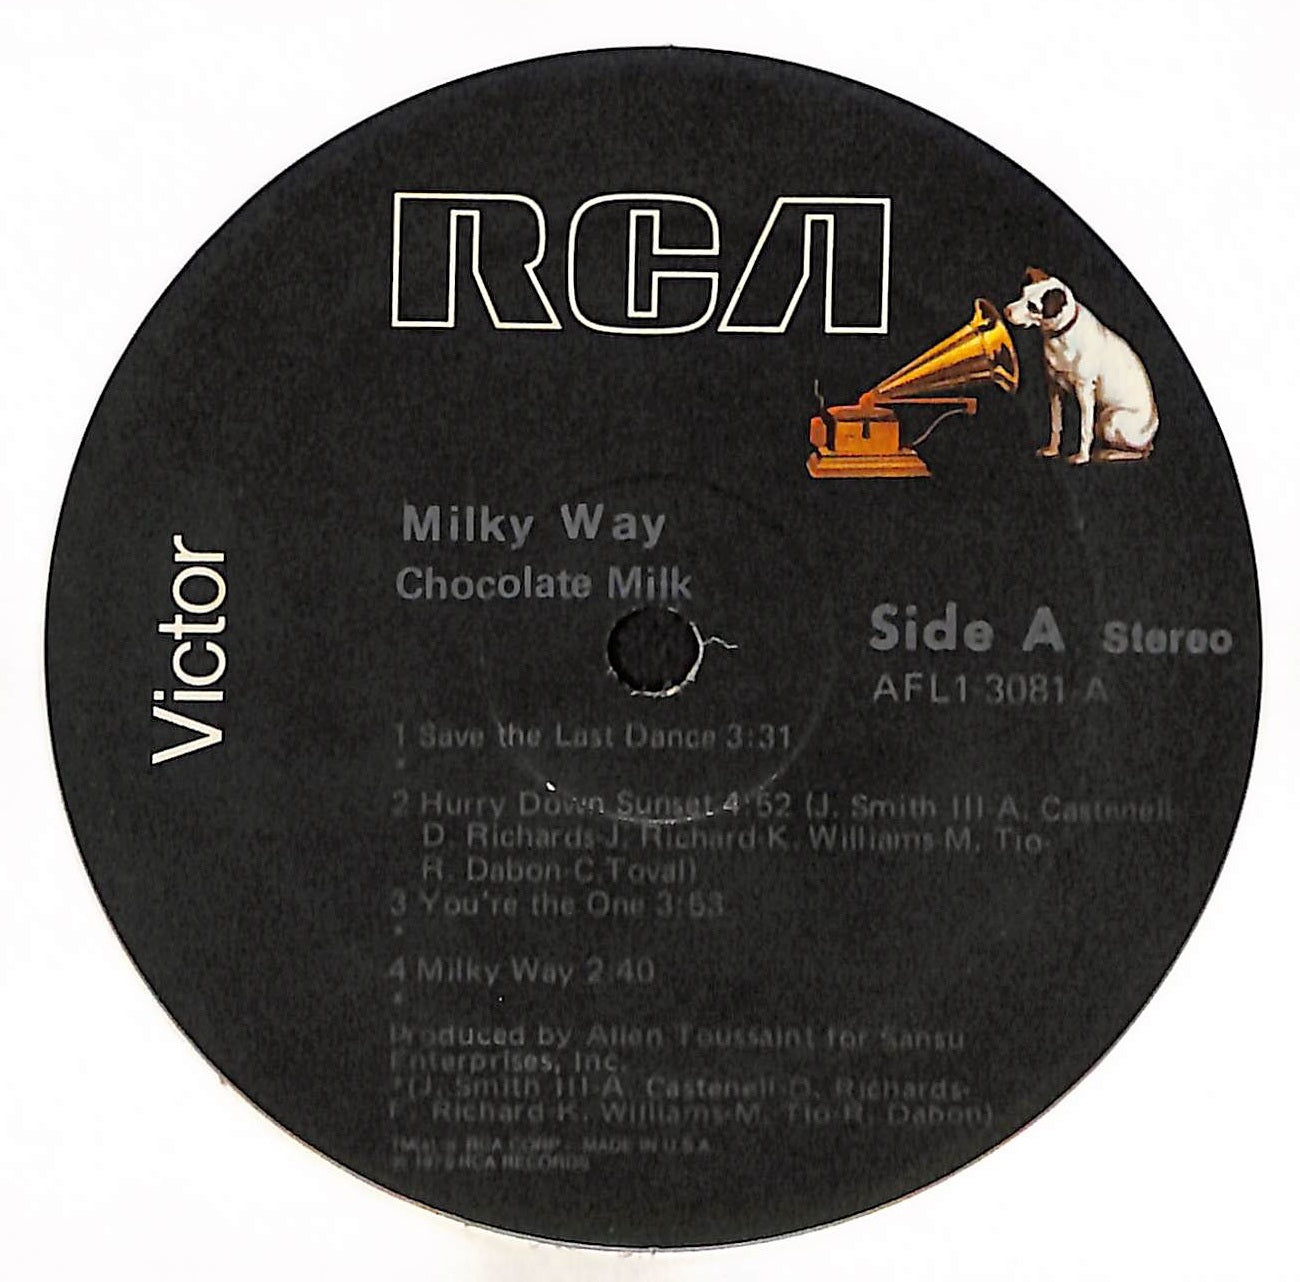 RCA
Victor
Milky Way
Chocolate Milk
Side A Stereo
AFL1-3081-A
1 Save the Last Dance 3:31
*
2 Hurry Down Sunset 4:52 (J. Smith III-A. Castenell-
D. Richards-J. Richard-K. Williams-M. Tio-
R. Dabon-C. Toval)
3 You're the One 3:53
*
4 Milky Way 2:40
*
Produced by Allen Toussaint for Sansu
Enterprises, Inc.
*(J. Smith III-A. Castenell-D. Richards-
Richard-K. Williams-M. Tio-R. Dabon)
RCA CORP. MADE IN U.S.A.
RCA RECORDS